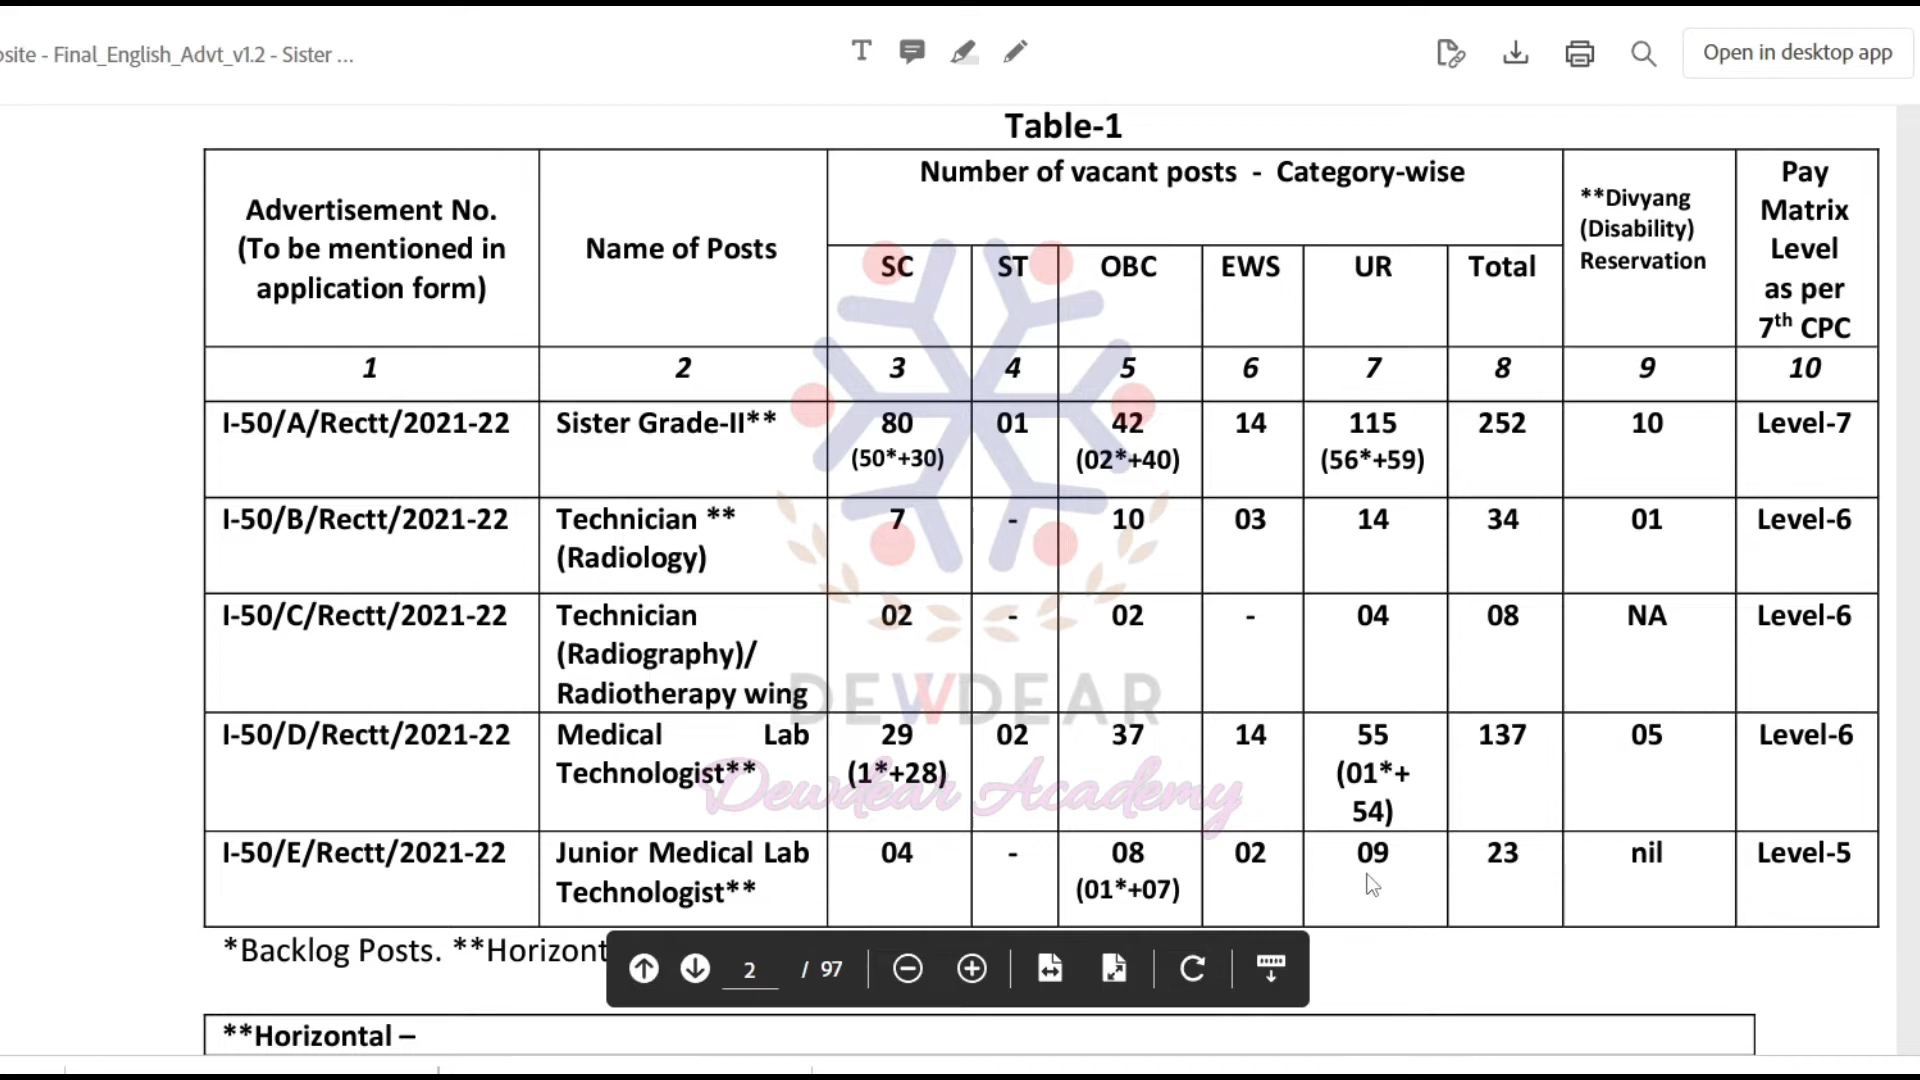 osite - Final_English_Advt_v1.2 - Sister ...
Open in desktop app
Table-1
Advertisement No.
(To be mentioned in
application form)
Name of Posts
Number of vacant posts - Category-wise
SC ST OBC EWS UR Total
**Divyang
(Disability)
Reservation
Pay
Matrix
Level
as per
7th CPC
1 2 3 4 5 6 7 8 9 10
I-50/A/Rectt/2021-22 Sister Grade-II** 80 01 42 14 115 252 10 Level-7
(50*+30) (02*+40) (56*+59)
I-50/B/Rectt/2021-22 Technician ** 7 - 10 03 14 34 01 Level-6
(Radiology)
I-50/C/Rectt/2021-22 Technician 02 - 02 - 04 08 NA Level-6
(Radiography)/
Radiotherapy wing
I-50/D/Rectt/2021-22 Medical Lab 29 02 37 14 55 137 05 Level-6
Technologist** (1*+28) (01*+
54)
I-50/E/Rectt/2021-22 Junior Medical Lab 04 - 08 02 09 23 nil Level-5
Technologist** (01*+07)
DEWDEAR
Dewdear Academy
*Backlog Posts. **Horizont
2 / 97
**Horizontal –